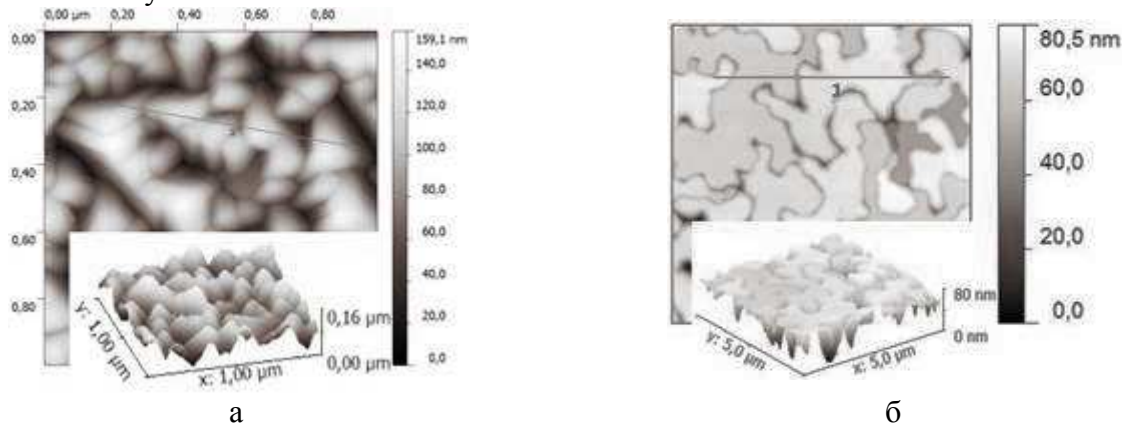 0,00 µm 0,20 0,40 0,60 0,80
0,00
0,20
0,40
0,60
0,80
159,1 nm
140,0
120,0
100,0
80,0
60,0
40,0
20,0
0,0
0,16 µm
0,00 µm
y: 1,00 µm
x: 1,00 µm
а
3
80,5 nm
60,0
40,0
20,0
0,0
80 nm
0 nm
y: 5,0 µm
x: 5,0 µm
б